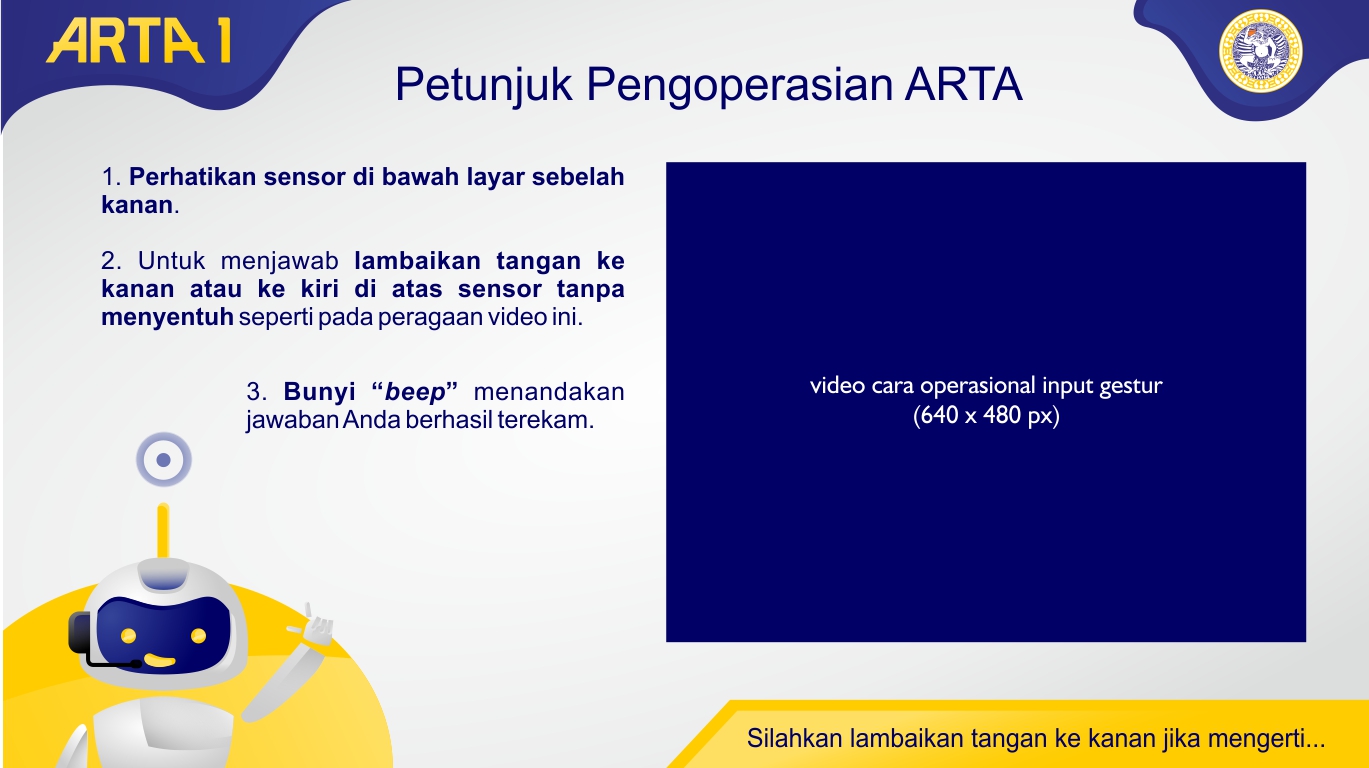 ARTA 1
Petunjuk Pengoperasian ARTA
1. Perhatikan sensor di bawah layar sebelah
kanan.
2. Untuk menjawab lambaikan tangan ke
kanan atau ke kiri di atas sensor tanpa
menyentuh seperti pada peragaan video ini.
3. Bunyi “beep” menandakan
jawaban Anda berhasil terekam.
video cara operasional input gestur
(640 x 480 px)
Silahkan lambaikan tangan ke kanan jika mengerti...